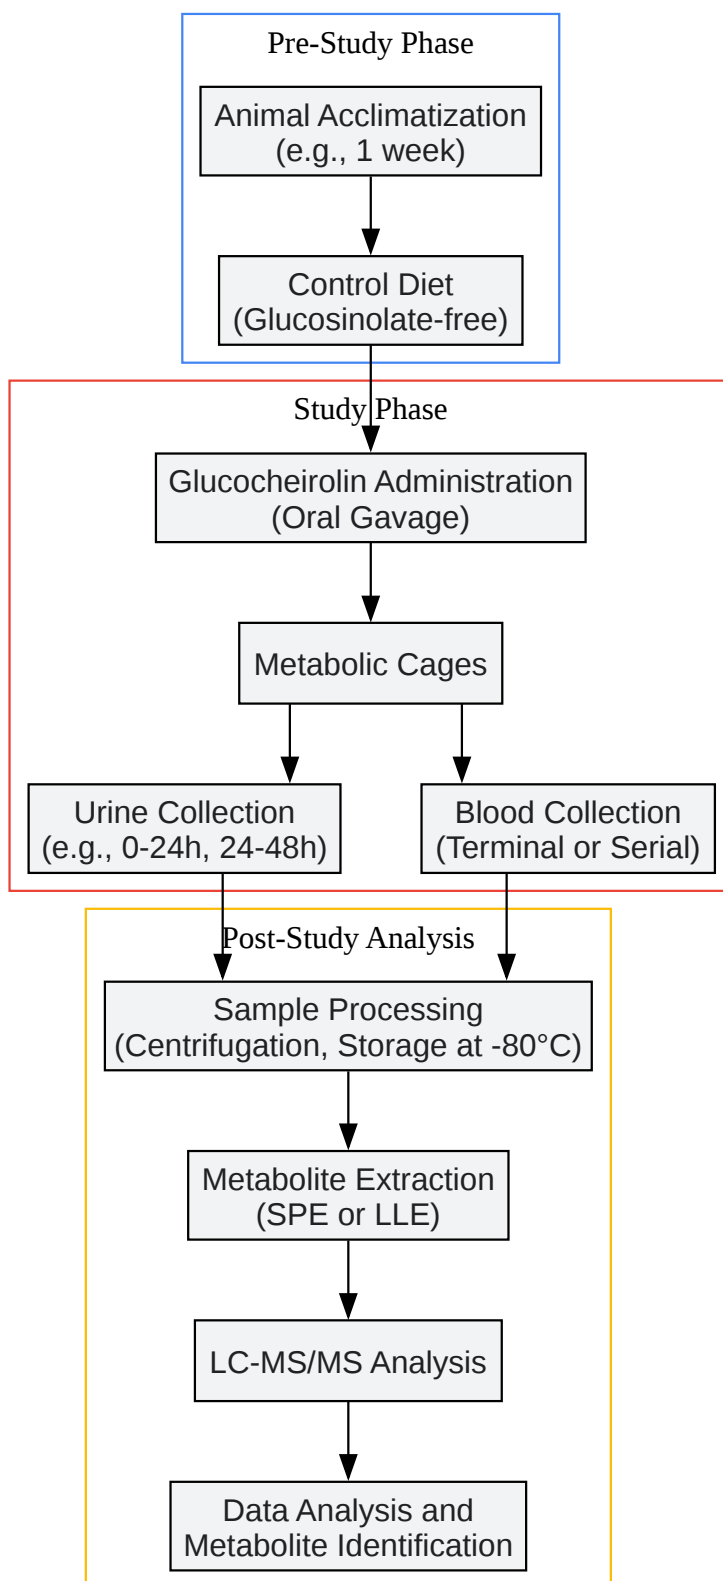 Pre-Study Phase
Animal Acclimatization
(e.g., 1 week)
Control Diet
(Glucosinolate-free)
Study Phase
Glucocheirolin Administration
(Oral Gavage)
Metabolic Cages
Urine Collection
(e.g., 0-24h, 24-48h)
Blood Collection
(Terminal or Serial)
Post-Study Analysis
Sample Processing
(Centrifugation, Storage at -80°C)
Metabolite Extraction
(SPE or LLE)
LC-MS/MS Analysis
Data Analysis and
Metabolite Identification